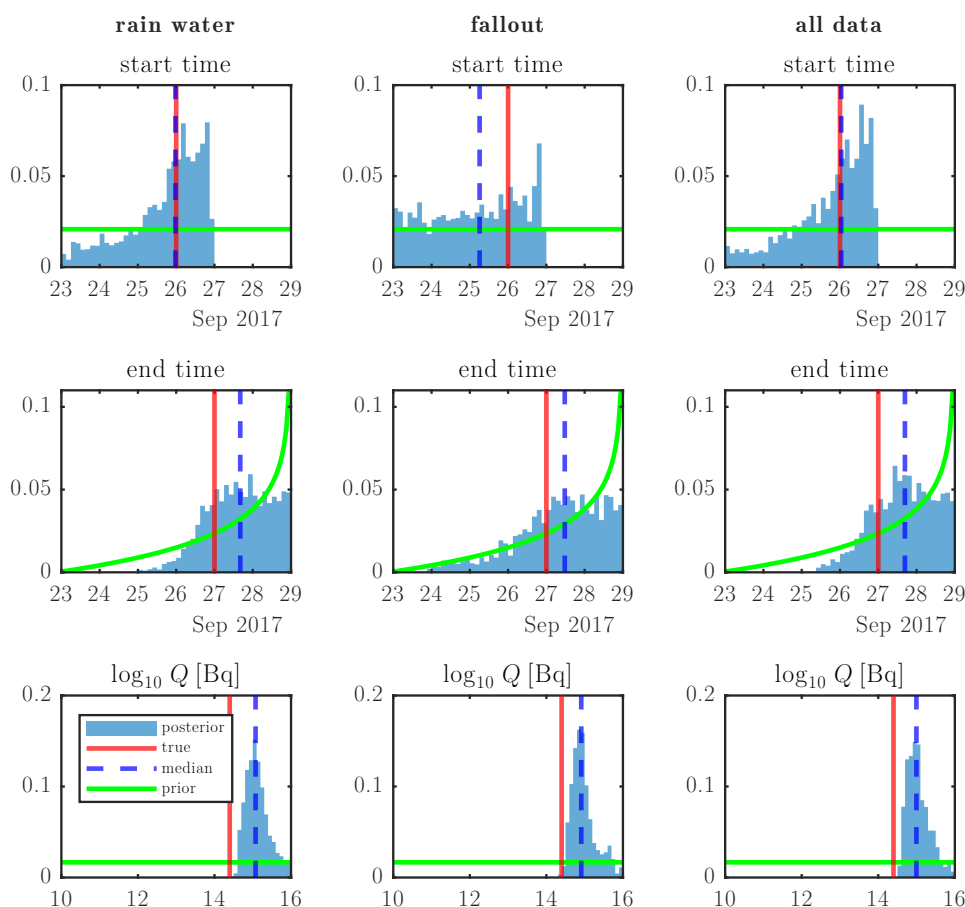 rain water
fallout
all data
start time
start time
start time
0.1
0.05
0
23 24 25 26 27 28 29
Sep 2017
0.1
0.05
0
23 24 25 26 27 28 29
Sep 2017
0.1
0.05
0
23 24 25 26 27 28 29
Sep 2017
end time
end time
end time
0.1
0.05
0
23 24 25 26 27 28 29
Sep 2017
0.1
0.05
0
23 24 25 26 27 28 29
Sep 2017
0.1
0.05
0
23 24 25 26 27 28 29
Sep 2017
log₁₀ Q [Bq]
log₁₀ Q [Bq]
log₁₀ Q [Bq]
0.2
0.1
0
posterior
true
median
prior
10 12 14 16
0.2
0.1
0
10 12 14 16
0.2
0.1
0
10 12 14 16